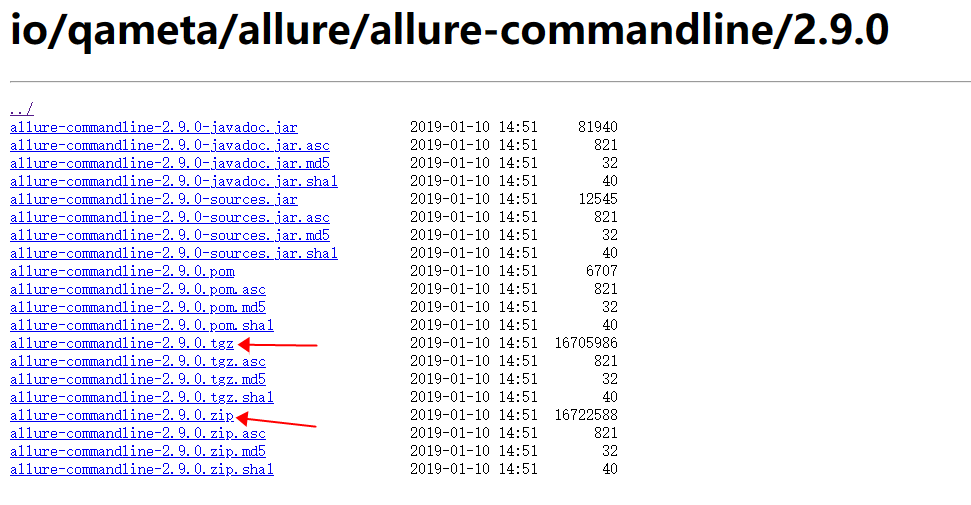 io/qameta/allure/allure-commandline/2.9.0
../
allure-commandline-2.9.0-javadoc.jar 2019-01-10 14:51 81940
allure-commandline-2.9.0-javadoc.jar.asc 2019-01-10 14:51 821
allure-commandline-2.9.0-javadoc.jar.md5 2019-01-10 14:51 32
allure-commandline-2.9.0-javadoc.jar.sha1 2019-01-10 14:51 40
allure-commandline-2.9.0-sources.jar 2019-01-10 14:51 12545
allure-commandline-2.9.0-sources.jar.asc 2019-01-10 14:51 821
allure-commandline-2.9.0-sources.jar.md5 2019-01-10 14:51 32
allure-commandline-2.9.0-sources.jar.sha1 2019-01-10 14:51 40
allure-commandline-2.9.0.pom 2019-01-10 14:51 6707
allure-commandline-2.9.0.pom.asc 2019-01-10 14:51 821
allure-commandline-2.9.0.pom.md5 2019-01-10 14:51 32
allure-commandline-2.9.0.pom.sha1 2019-01-10 14:51 40
allure-commandline-2.9.0.tgz 2019-01-10 14:51 16705986
allure-commandline-2.9.0.tgz.asc 2019-01-10 14:51 821
allure-commandline-2.9.0.tgz.md5 2019-01-10 14:51 32
allure-commandline-2.9.0.tgz.sha1 2019-01-10 14:51 40
allure-commandline-2.9.0.zip 2019-01-10 14:51 16722588
allure-commandline-2.9.0.zip.asc 2019-01-10 14:51 821
allure-commandline-2.9.0.zip.md5 2019-01-10 14:51 32
allure-commandline-2.9.0.zip.sha1 2019-01-10 14:51 40